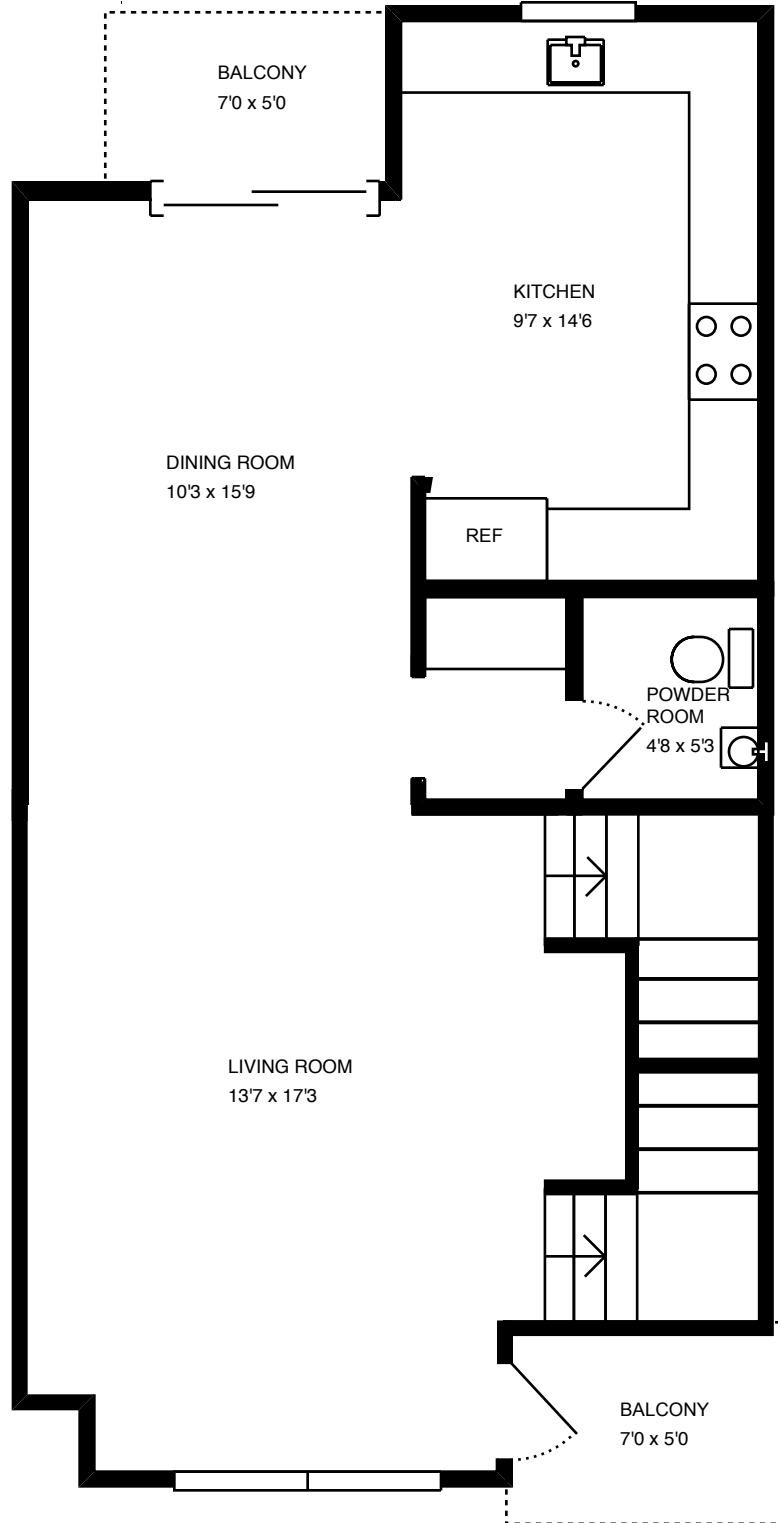 BALCONY
7'0 x 5'0
KITCHEN
9'7 x 14'6
DINING ROOM
10'3 x 15'9
REF
POWDER
ROOM
4'8 x 5'3
LIVING ROOM
13'7 x 17'3
BALCONY
7'0 x 5'0